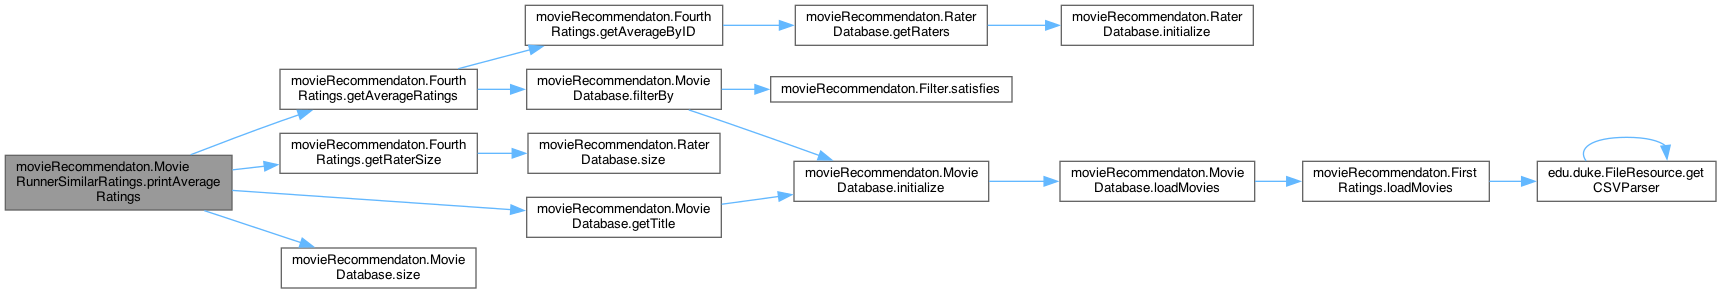 movieRecommendaton.Movie
RunnerSimilarRatings.printAverage
Ratings
movieRecommendaton.Fourth
Ratings.getAverageRatings
movieRecommendaton.Fourth
Ratings.getAverageByID
movieRecommendaton.Rater
Database.getRaters
movieRecommendaton.Rater
Database.initialize
movieRecommendaton.Movie
Database.filterBy
movieRecommendaton.Filter.satisfies
movieRecommendaton.Movie
Database.initialize
movieRecommendaton.Movie
Database.loadMovies
movieRecommendaton.First
Ratings.loadMovies
edu.duke.FileResource.get
CSVParser
movieRecommendaton.Fourth
Ratings.getRaterSize
movieRecommendaton.Rater
Database.size
movieRecommendaton.Movie
Database.getTitle
movieRecommendaton.Movie
Database.size